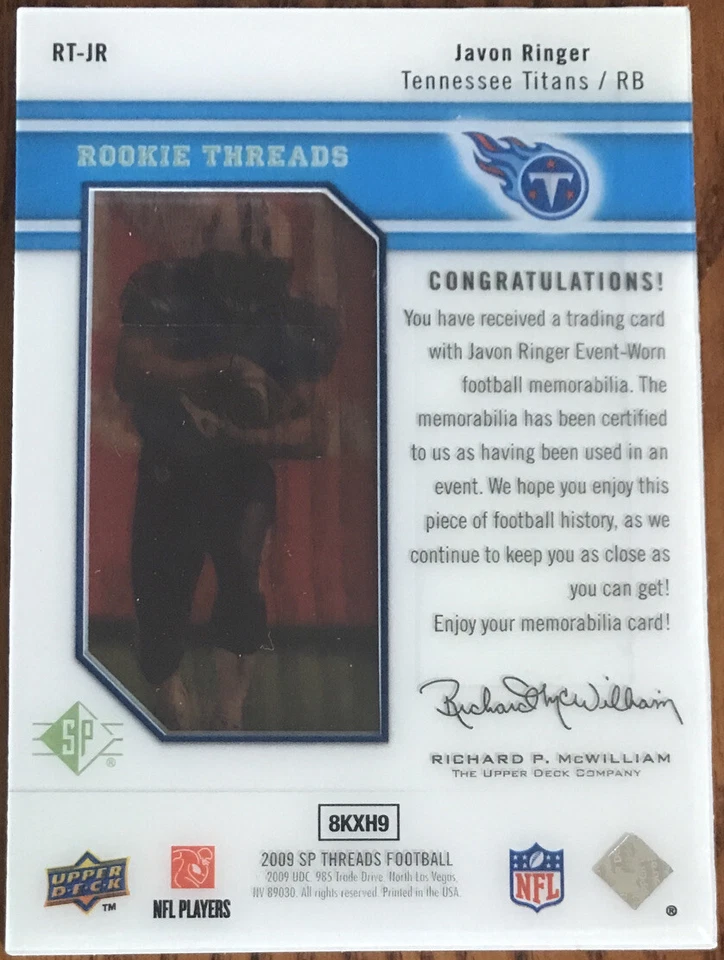 RT-JR
Javon Ringer
Tennessee Titans / RB
ROOKIE THREADS
T
CONGRATULATIONS!
You have received a trading card
with Javon Ringer Event-Worn
football memorabilia. The
memorabilia has been certified
to us as having been used in an
event. We hope you enjoy this
piece of football history, as we
continue to keep you as close as
you can get!
Enjoy your memorabilia card!
Richard McWilliam
RICHARD P. MCWILLIAM
THE UPPER DECK COMPANY
SP ®
8KXH9
2009 SP THREADS FOOTBALL
2009 UDC. 985 Trade Drive. North Las Vegas,
NV 89030. All rights reserved. Printed in the USA.
UPPER
D·E·C·K
TM
NFL PLAYERS
NFL
®